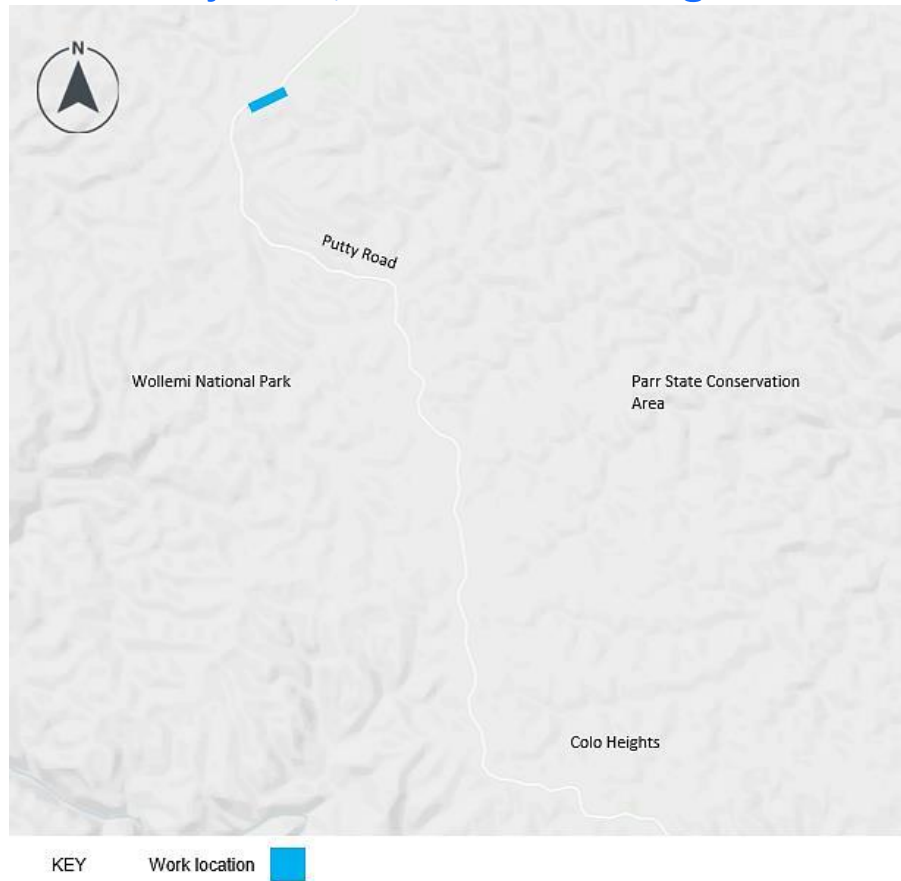 N
Putty Road
Wollemi National Park
Parr State Conservation
Area
Colo Heights
KEY
Work location